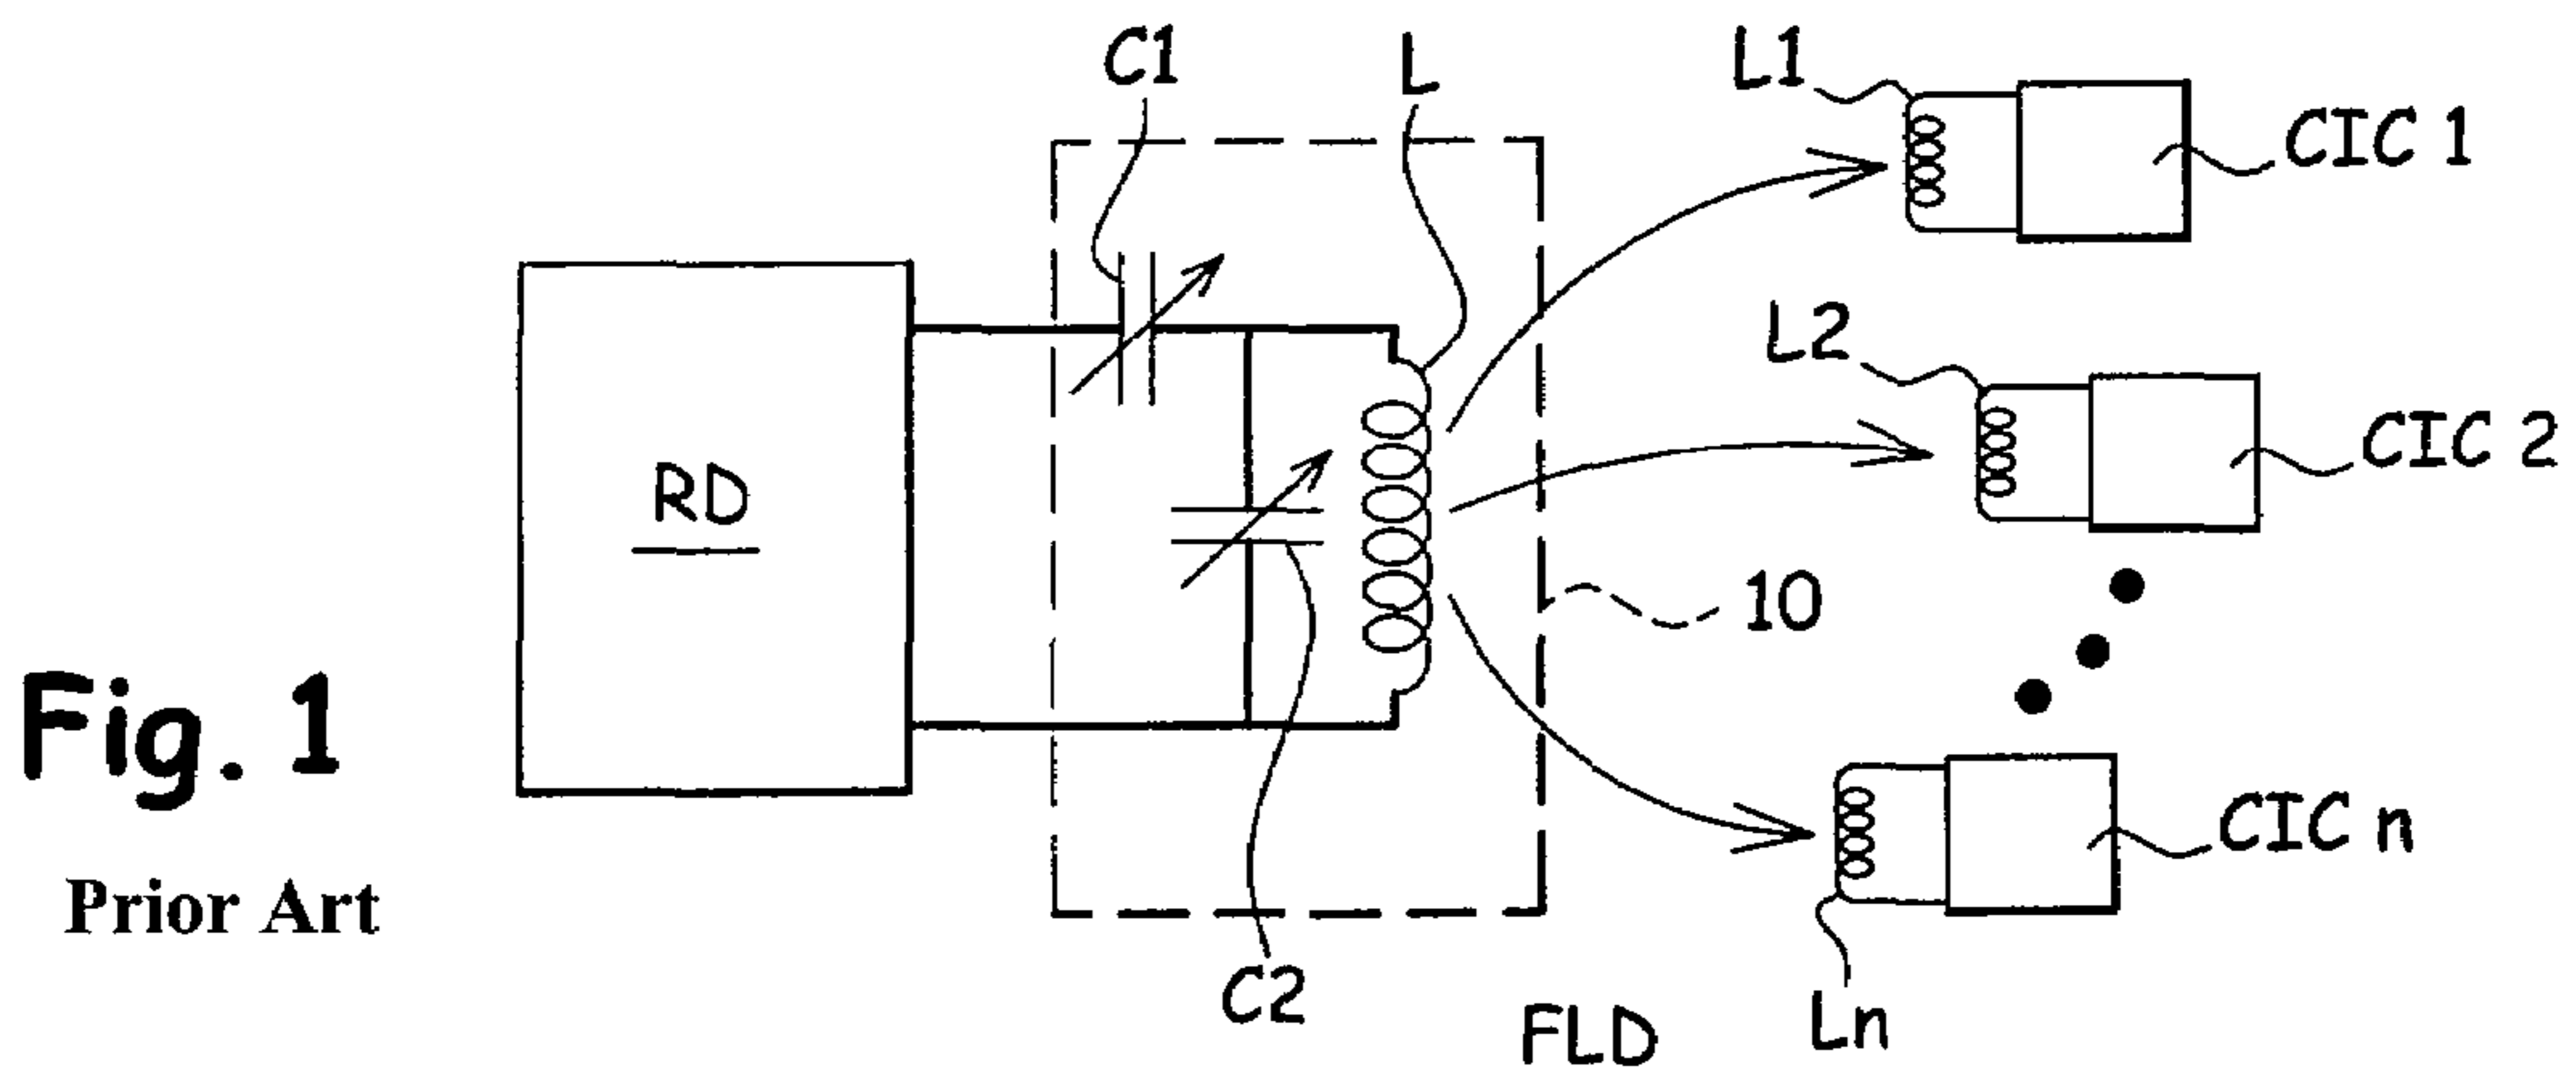 C1
L
L1
CIC 1
L2
CIC 2
RD
10
Fig. 1
CIC n
Prior Art
C2
FLD
Ln